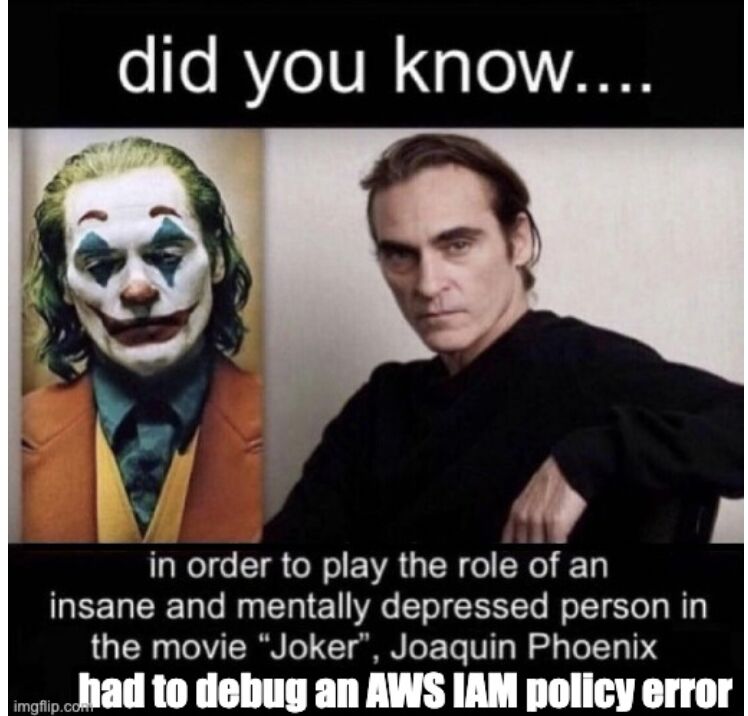 did you know....
in order to play the role of an
insane and mentally depressed person in
the movie “Joker”, Joaquin Phoenix
had to debug an AWS IAM policy error
imgflip.com